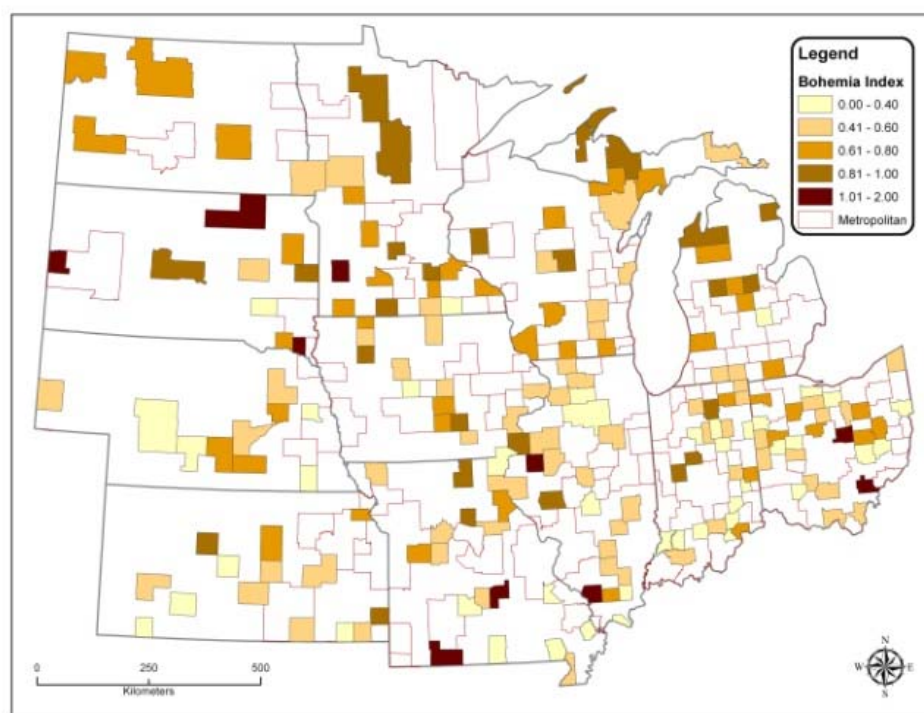 Legend
Bohemia Index
0.00 - 0.40
0.41 - 0.60
0.61 - 0.80
0.81 - 1.00
1.01 - 2.00
Metropolitan
0 250 500
Kilometers
N
W E
S